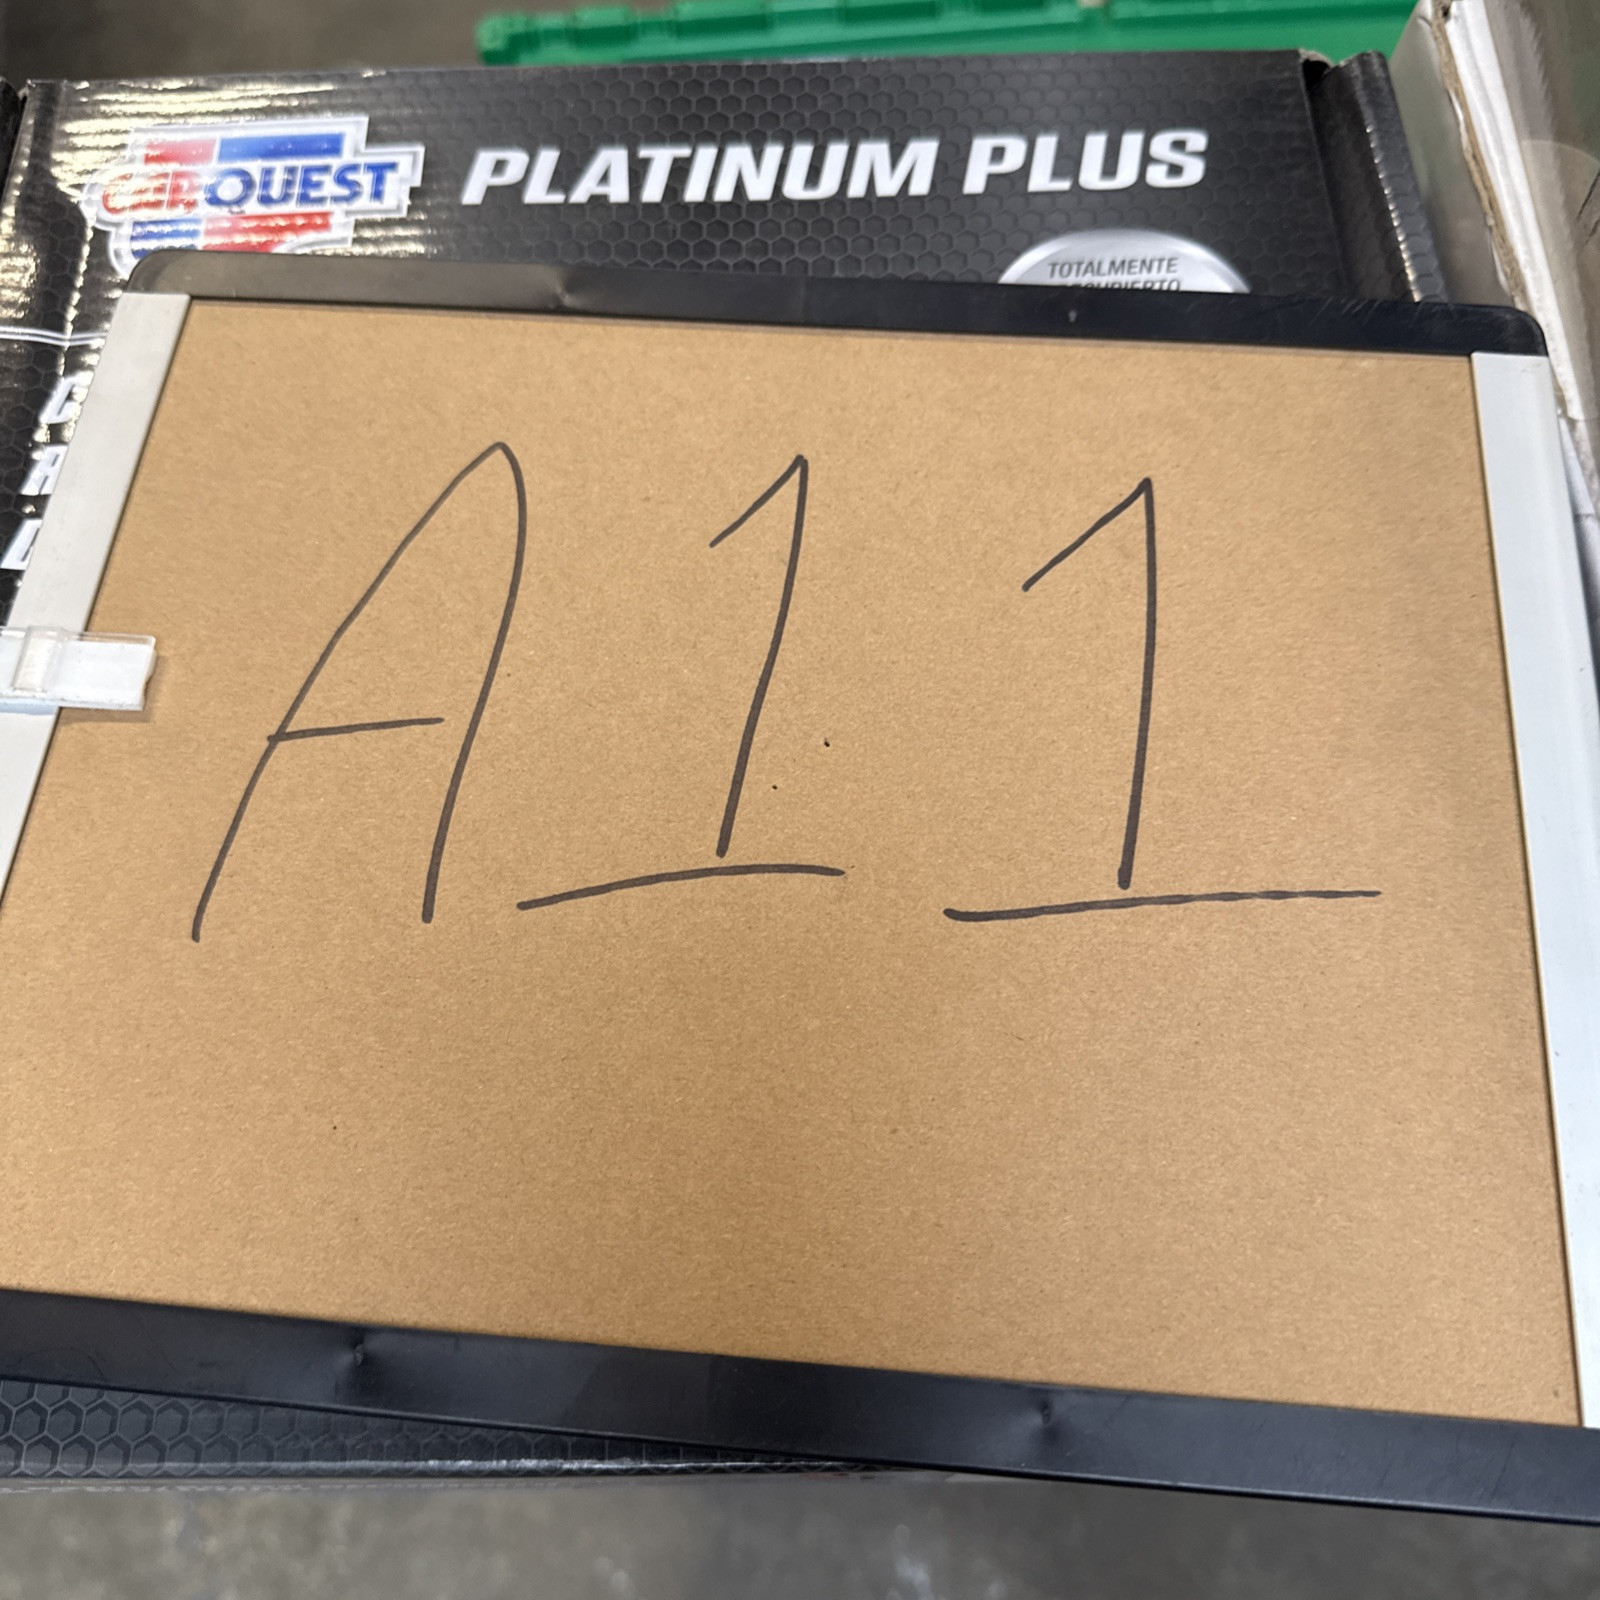 CARQUEST PLATINUM PLUS
TOTALMENTE
A11